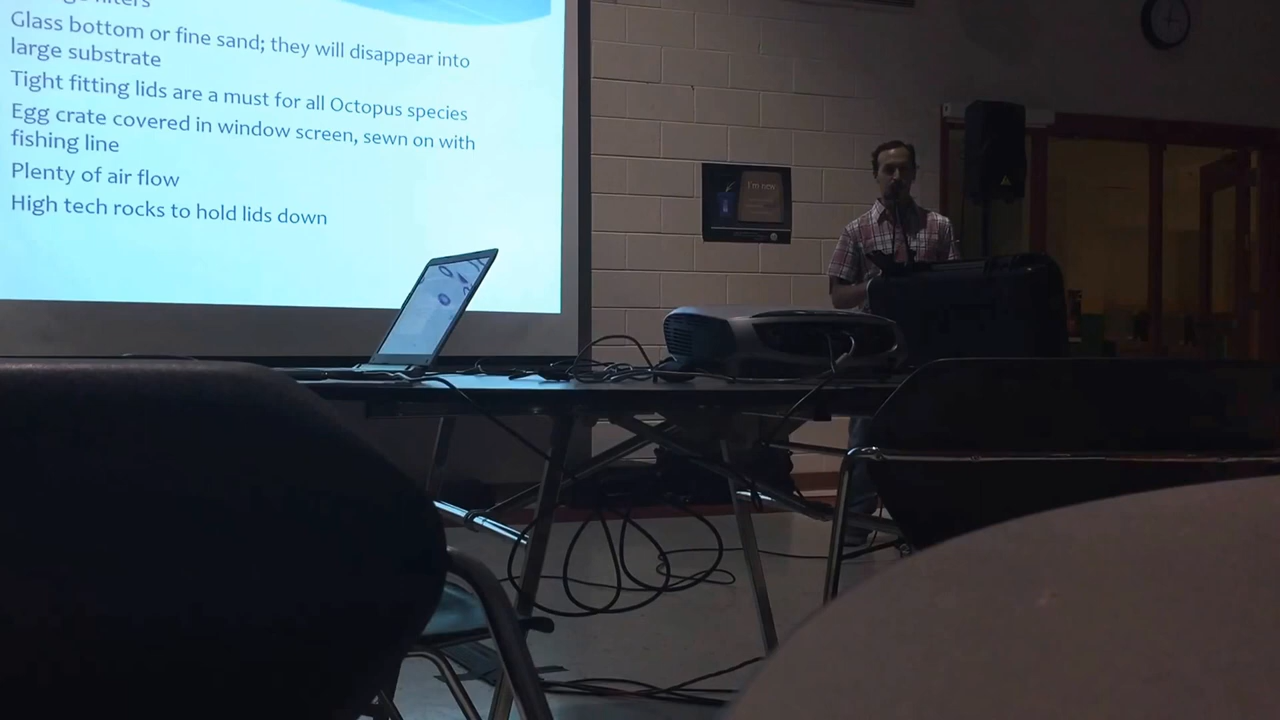 filters
Glass bottom or fine sand; they will disappear into
large substrate
Tight fitting lids are a must for all Octopus species
Egg crate covered in window screen, sewn on with
fishing line
Plenty of air flow
High tech rocks to hold lids down
I'm new